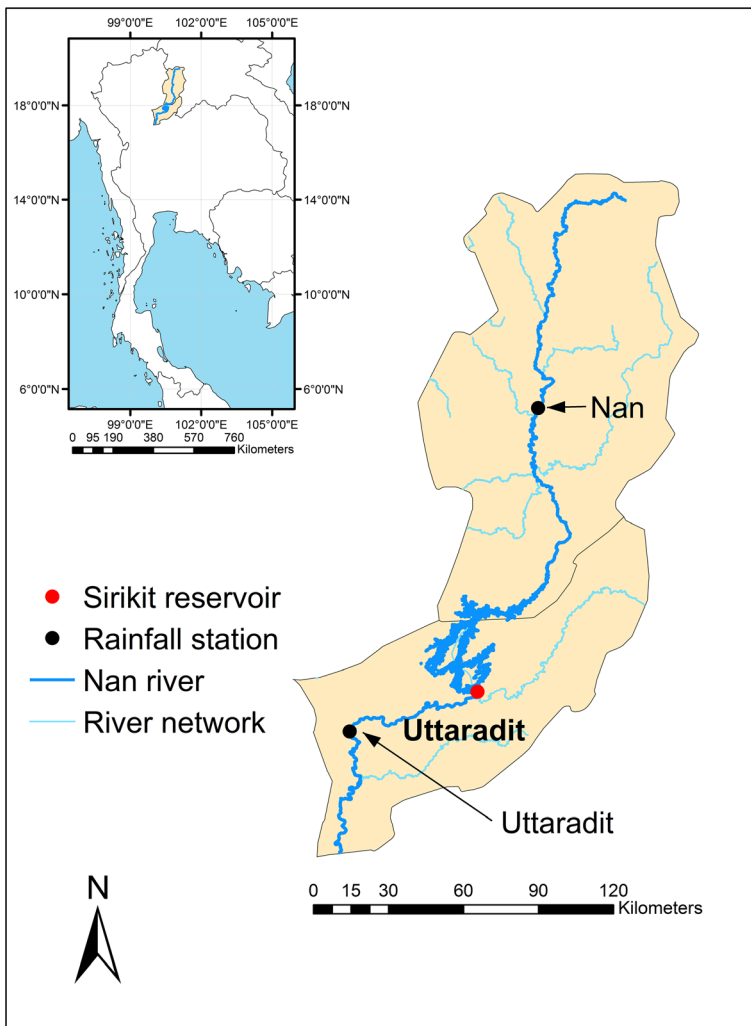 99°0'0"E 102°0'0"E 105°0'0"E
18°0'0"N 18°0'0"N
14°0'0"N 14°0'0"N
10°0'0"N 10°0'0"N
6°0'0"N 6°0'0"N
99°0'0"E 102°0'0"E 105°0'0"E
0 95 190 380 570 760
Kilometers
Nan
Sirikit reservoir
Rainfall station
Nan river
River network
Uttaradit
Uttaradit
N
0 15 30 60 90 120
Kilometers